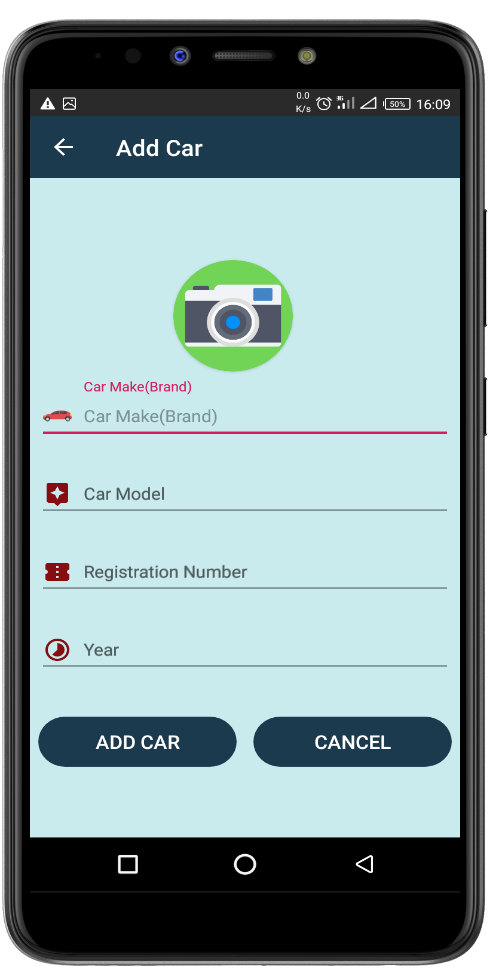 0.0
K/s
50%
16:09
Add Car
Car Make(Brand)
Car Make(Brand)
Car Model
Registration Number
Year
ADD CAR
CANCEL